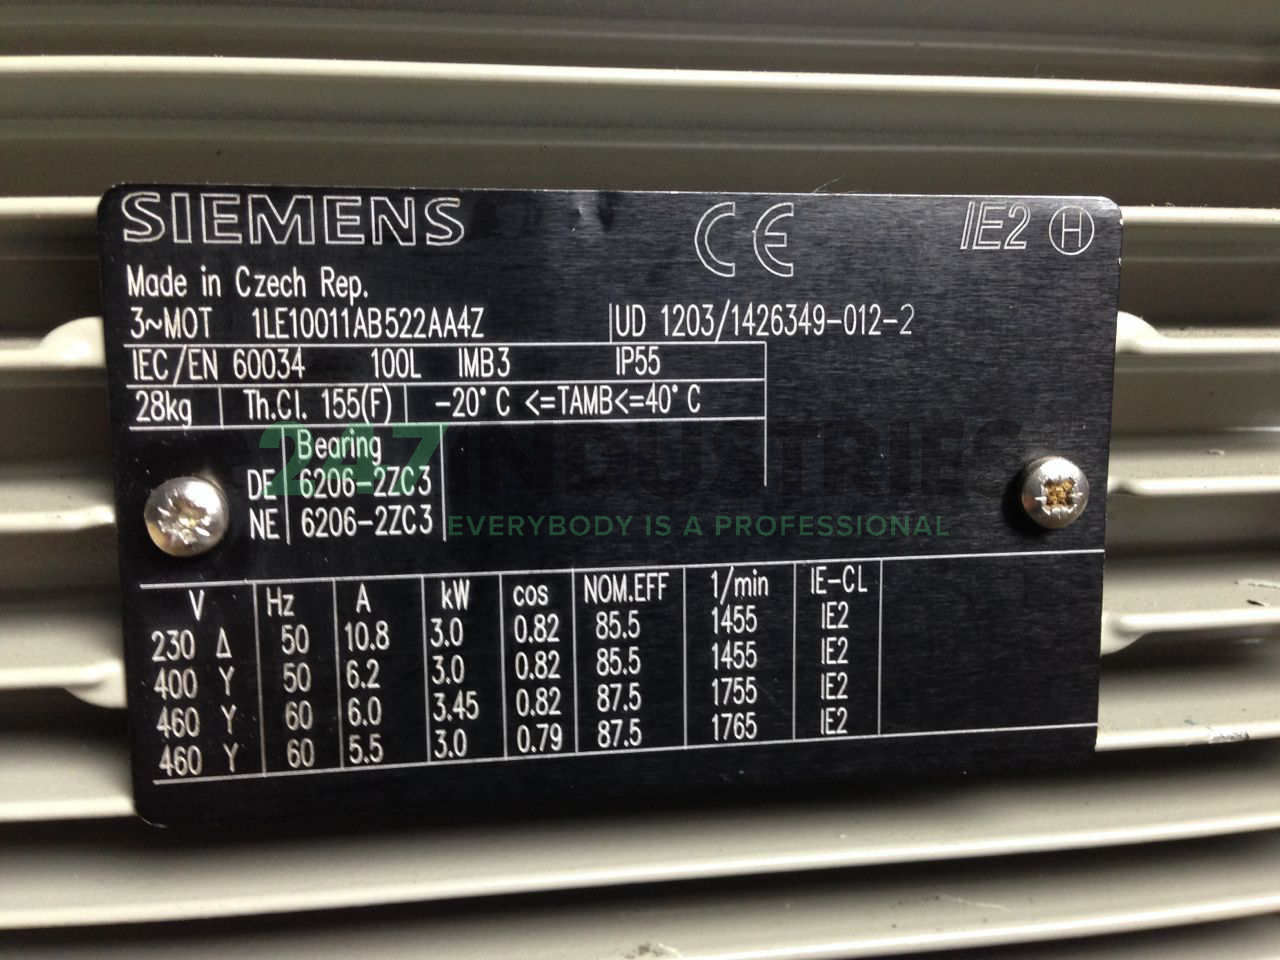 SIEMENS CE IE2 H
Made in Czech Rep.
3~MOT 1LE10011AB522AA4Z UD 1203/1426349-012-2
IEC/EN 60034 100L IMB3 IP55
28kg Th.Cl. 155(F) -20°C <=TAMB<=40°C
Bearing
DE 6206-2ZC3
NE 6206-2ZC3
247 INDUSTRIES
EVERYBODY IS A PROFESSIONAL
V Hz A kW cos NOM.EFF 1/min IE-CL
230 Δ 50 10.8 3.0 0.82 85.5 1455 IE2
400 Y 50 6.2 3.0 0.82 85.5 1455 IE2
460 Y 60 6.0 3.45 0.82 87.5 1755 IE2
460 Y 60 5.5 3.0 0.79 87.5 1765 IE2